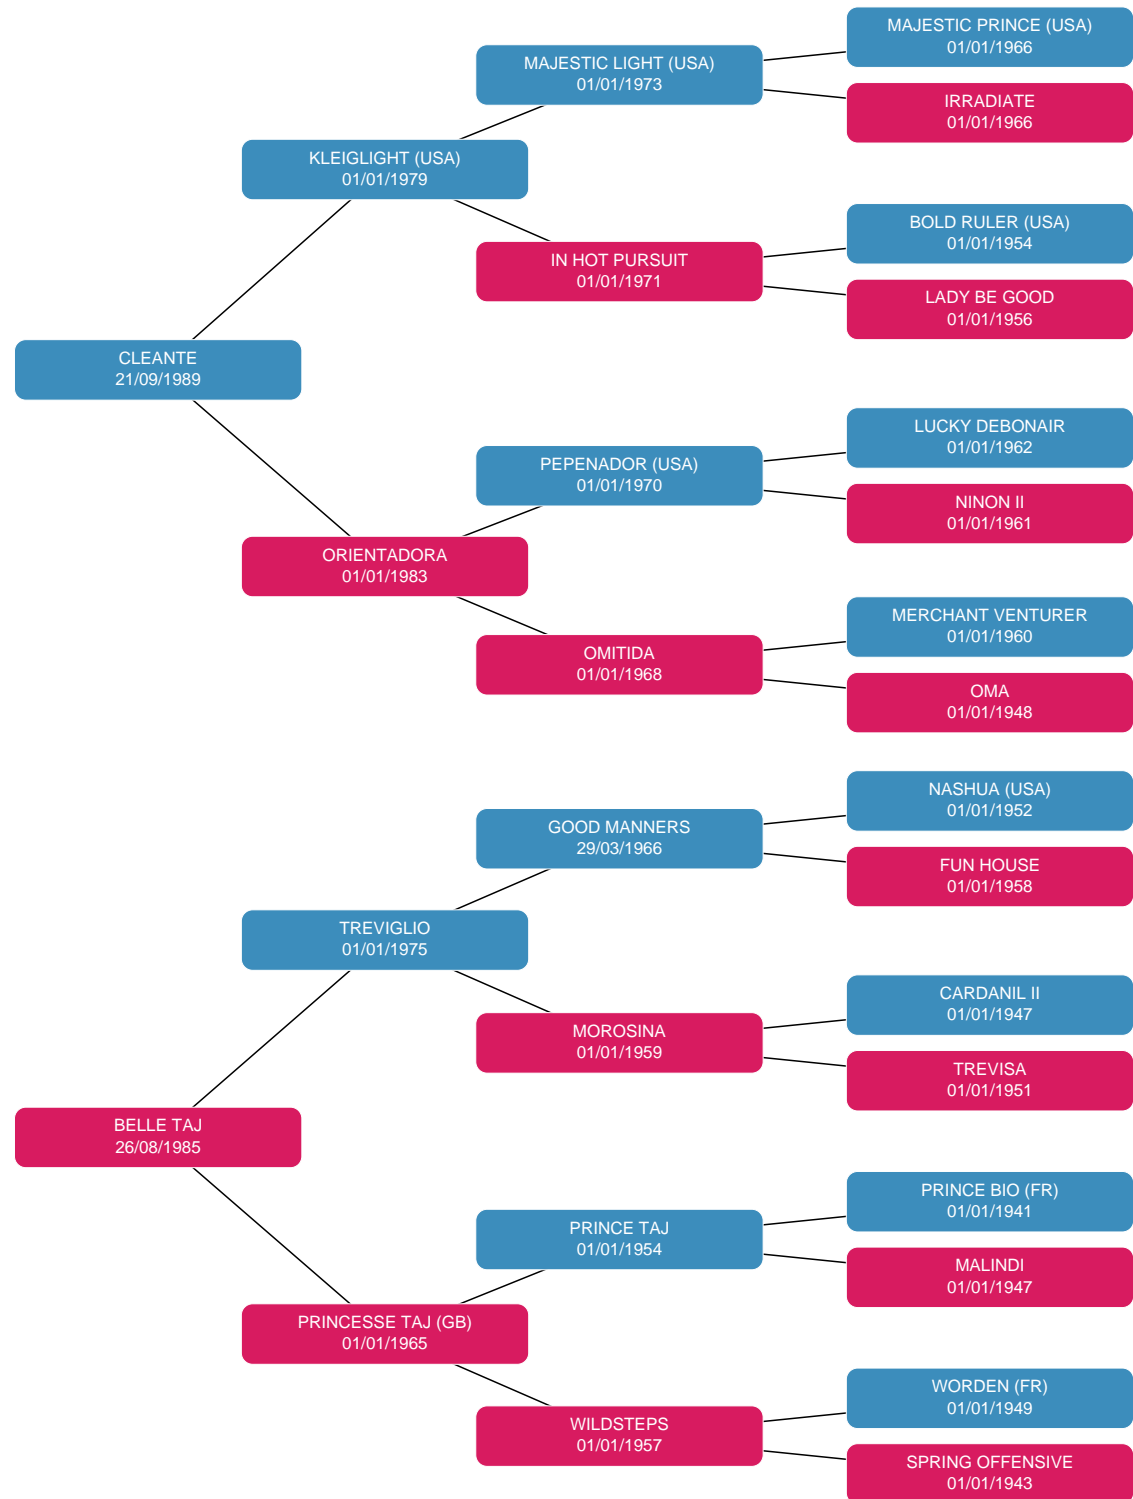 MAJESTIC PRINCE (USA)
01/01/1966
MAJESTIC LIGHT (USA)
01/01/1973
IRRADIATE
01/01/1966
KLEIGLIGHT (USA)
01/01/1979
BOLD RULER (USA)
01/01/1954
IN HOT PURSUIT
01/01/1971
LADY BE GOOD
01/01/1956
CLEANTE
21/09/1989
LUCKY DEBONAIR
01/01/1962
PEPENADOR (USA)
01/01/1970
NINON II
01/01/1961
ORIENTADORA
01/01/1983
MERCHANT VENTURER
01/01/1960
OMITIDA
01/01/1968
OMA
01/01/1948
NASHUA (USA)
01/01/1952
GOOD MANNERS
29/03/1966
FUN HOUSE
01/01/1958
TREVIGLIO
01/01/1975
CARDANIL II
01/01/1947
MOROSINA
01/01/1959
TREVISA
01/01/1951
BELLE TAJ
26/08/1985
PRINCE BIO (FR)
01/01/1941
PRINCE TAJ
01/01/1954
MALINDI
01/01/1947
PRINCESSE TAJ (GB)
01/01/1965
WORDEN (FR)
01/01/1949
WILDSTEPS
01/01/1957
SPRING OFFENSIVE
01/01/1943